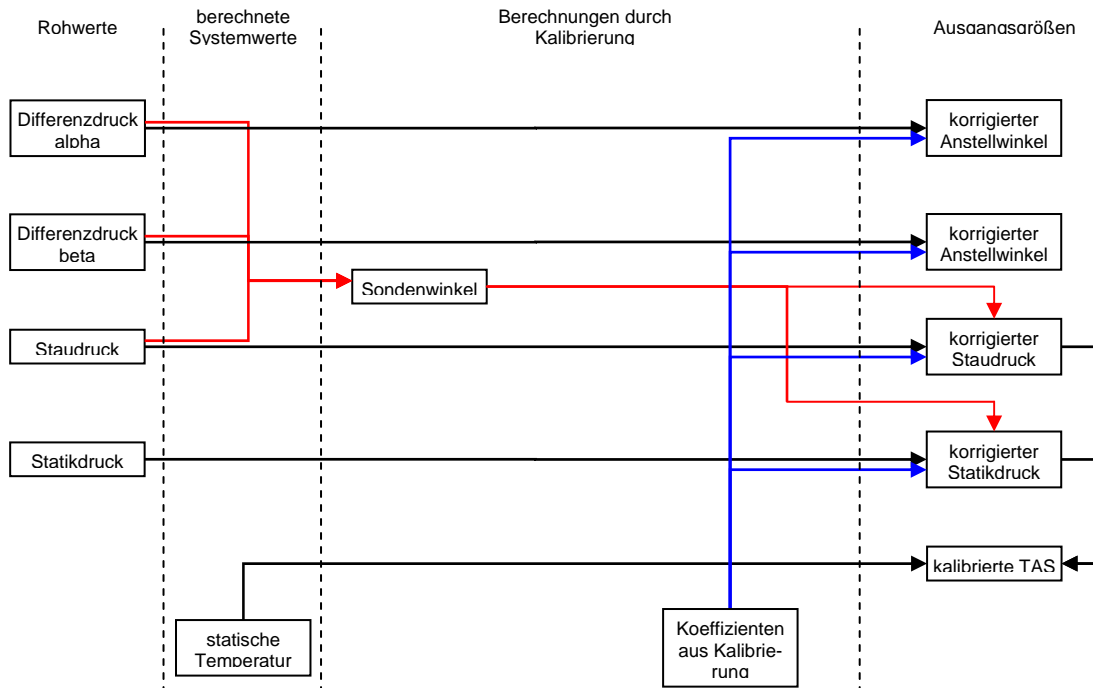 Rohwerte
berechnete
Systemwerte
Berechnungen durch
Kalibrierung
Ausgangsgrößen
Differenzdruck
alpha
korrigierter
Anstellwinkel
Differenzdruck
beta
korrigierter
Anstellwinkel
Sondenwinkel
Staudruck
korrigierter
Staudruck
Statikdruck
korrigierter
Statikdruck
kalibrierte TAS
statische
Temperatur
Koeffizienten
aus Kalibrie-
rung